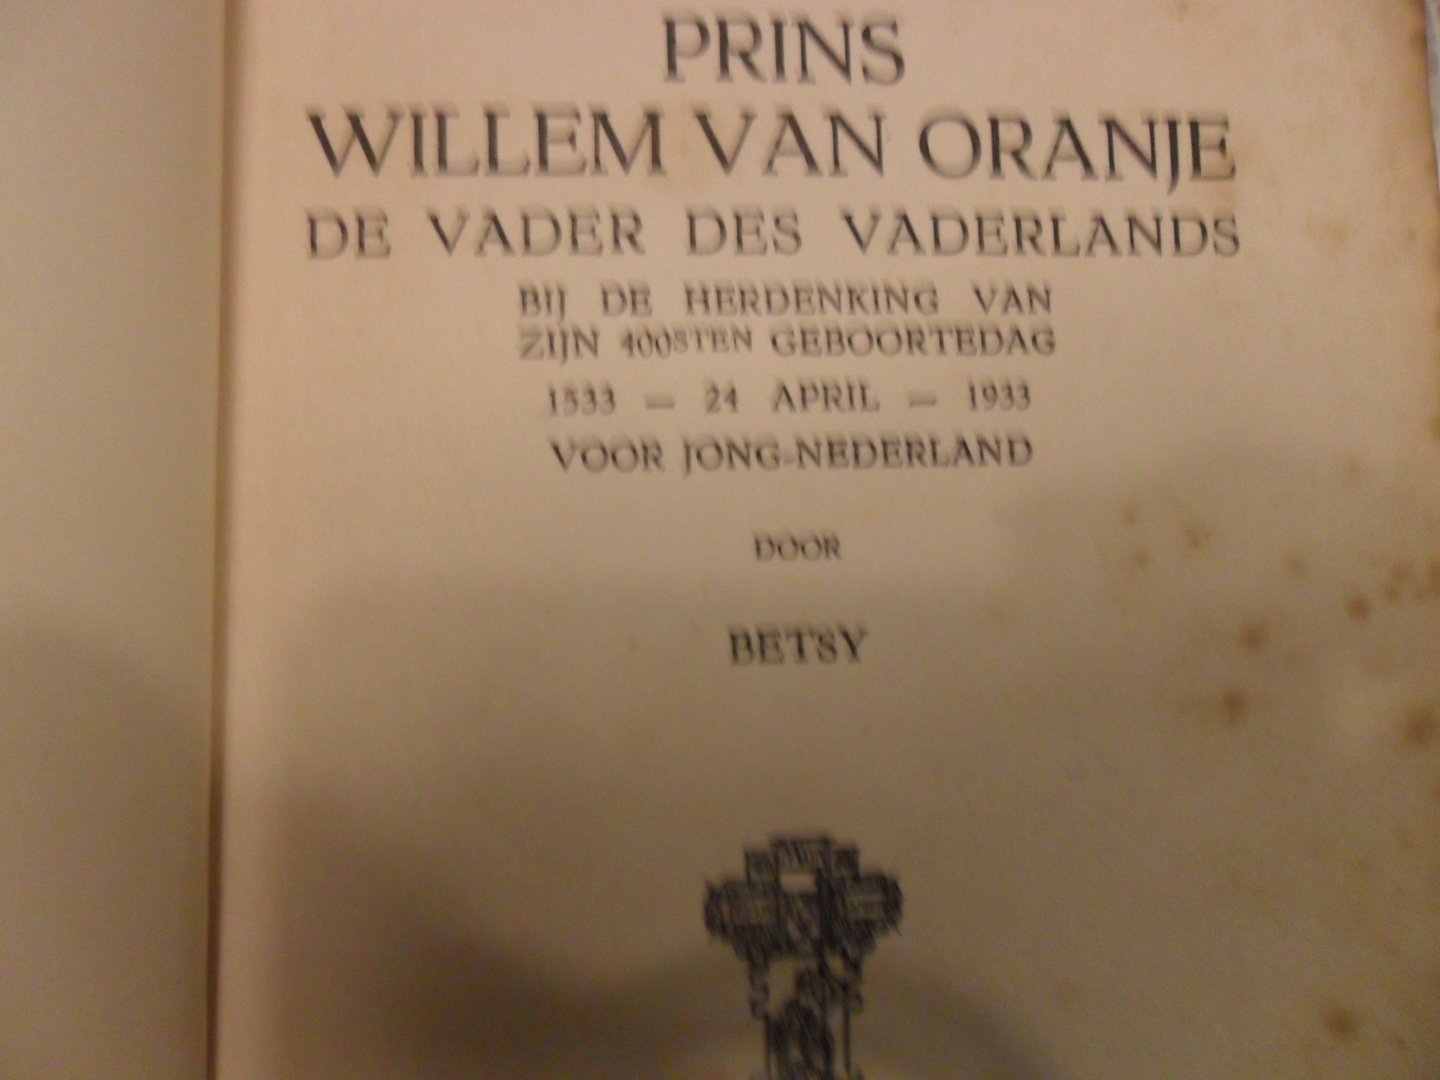 PRINS
WILLEM VAN ORANJE
DE VADER DES VADERLANDS
BIJ DE HERDENKING VAN
ZIJN 400STEN GEBOORTEDAG
1533 — 24 APRIL — 1933
VOOR JONG-NEDERLAND
DOOR
BETSY